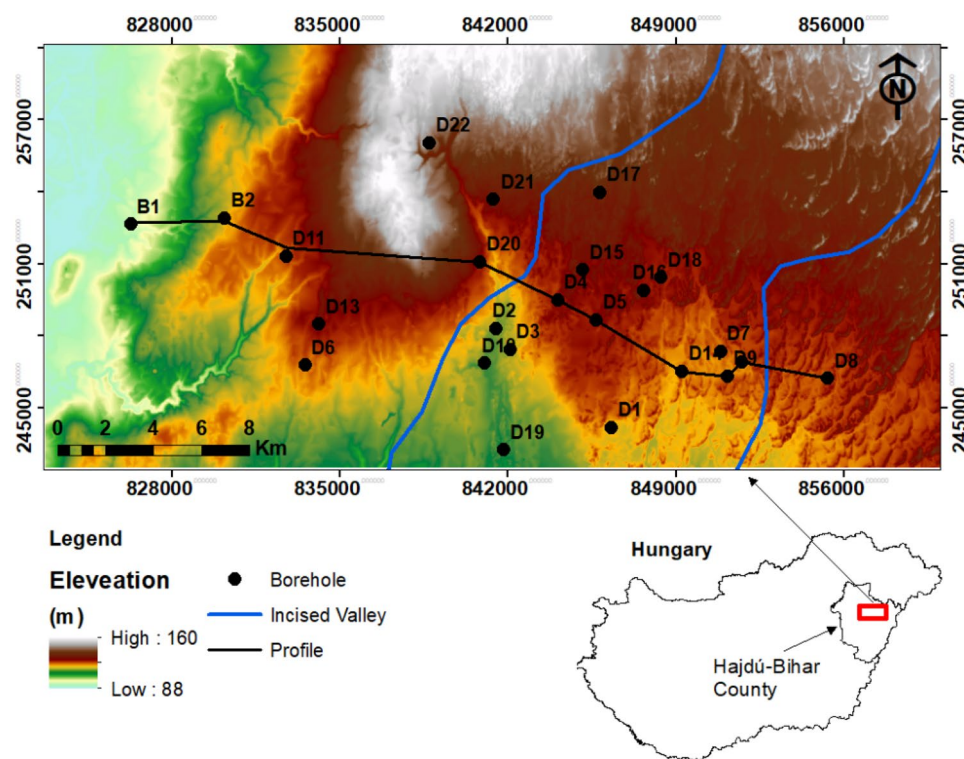 828000 835000 842000 849000 856000
257000 257000
N
D22
D21 D17
B1 B2
D11 D20 D15
251000 251000
D4 D16 D18
D13 D5
D2 D3 D7
D6 D14 D9 D8
D1
245000 245000
0 2 4 6 8
Km
D19
828000 835000 842000 849000 856000
Legend
Eleveation
(m)
High : 160
Low : 88
Borehole
Incised Valley
Profile
Hungary
Hajdú-Bihar
County